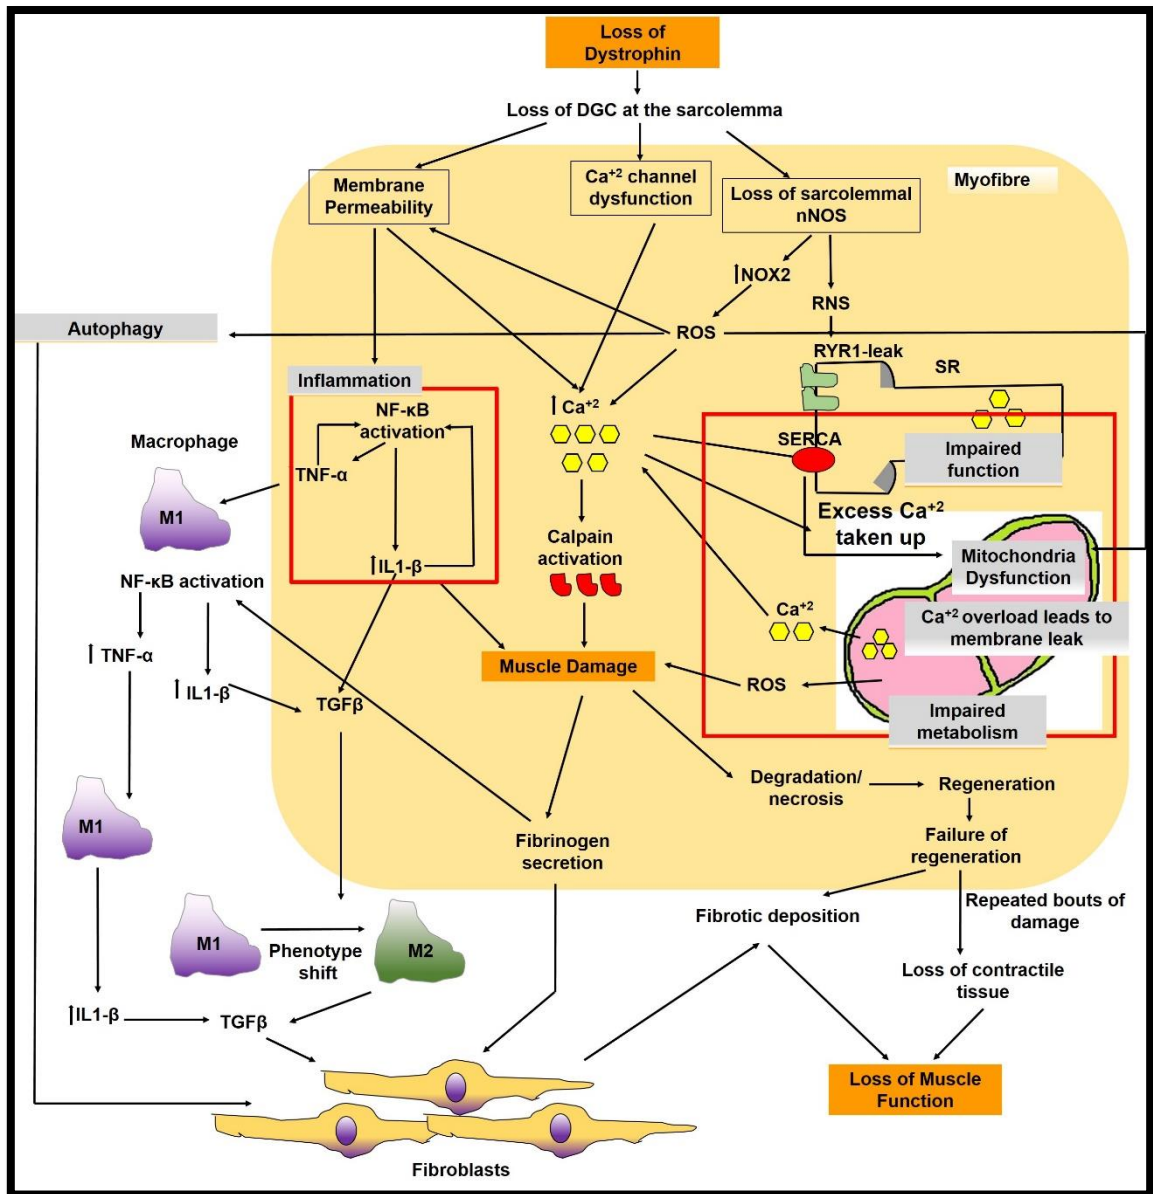 Loss of
Dystrophin
Loss of DGC at the sarcolemma
Membrane
Permeability
Ca⁺² channel
dysfunction
Loss of sarcolemmal
nNOS
Myofibre
↑NOX2
RNS
Autophagy
ROS
RYR1-leak
SR
Inflammation
NF-κB
activation
TNF-α
↑IL1-β
Macrophage
M1
↑ Ca⁺²
SERCA
Impaired
function
Excess Ca⁺²
taken up
Calpain
activation
Mitochondria
Dysfunction
Ca⁺² overload leads to
membrane leak
Ca⁺²
ROS
Impaired
metabolism
NF-κB activation
↑ TNF-α
↑ IL1-β
TGFβ
Muscle Damage
M1
Degradation/
necrosis
Regeneration
Failure of
regeneration
Fibrinogen
secretion
Repeated bouts of
damage
Fibrotic deposition
Loss of contractile
tissue
M1
Phenotype
shift
M2
↑IL1-β
TGFβ
Loss of Muscle
Function
Fibroblasts